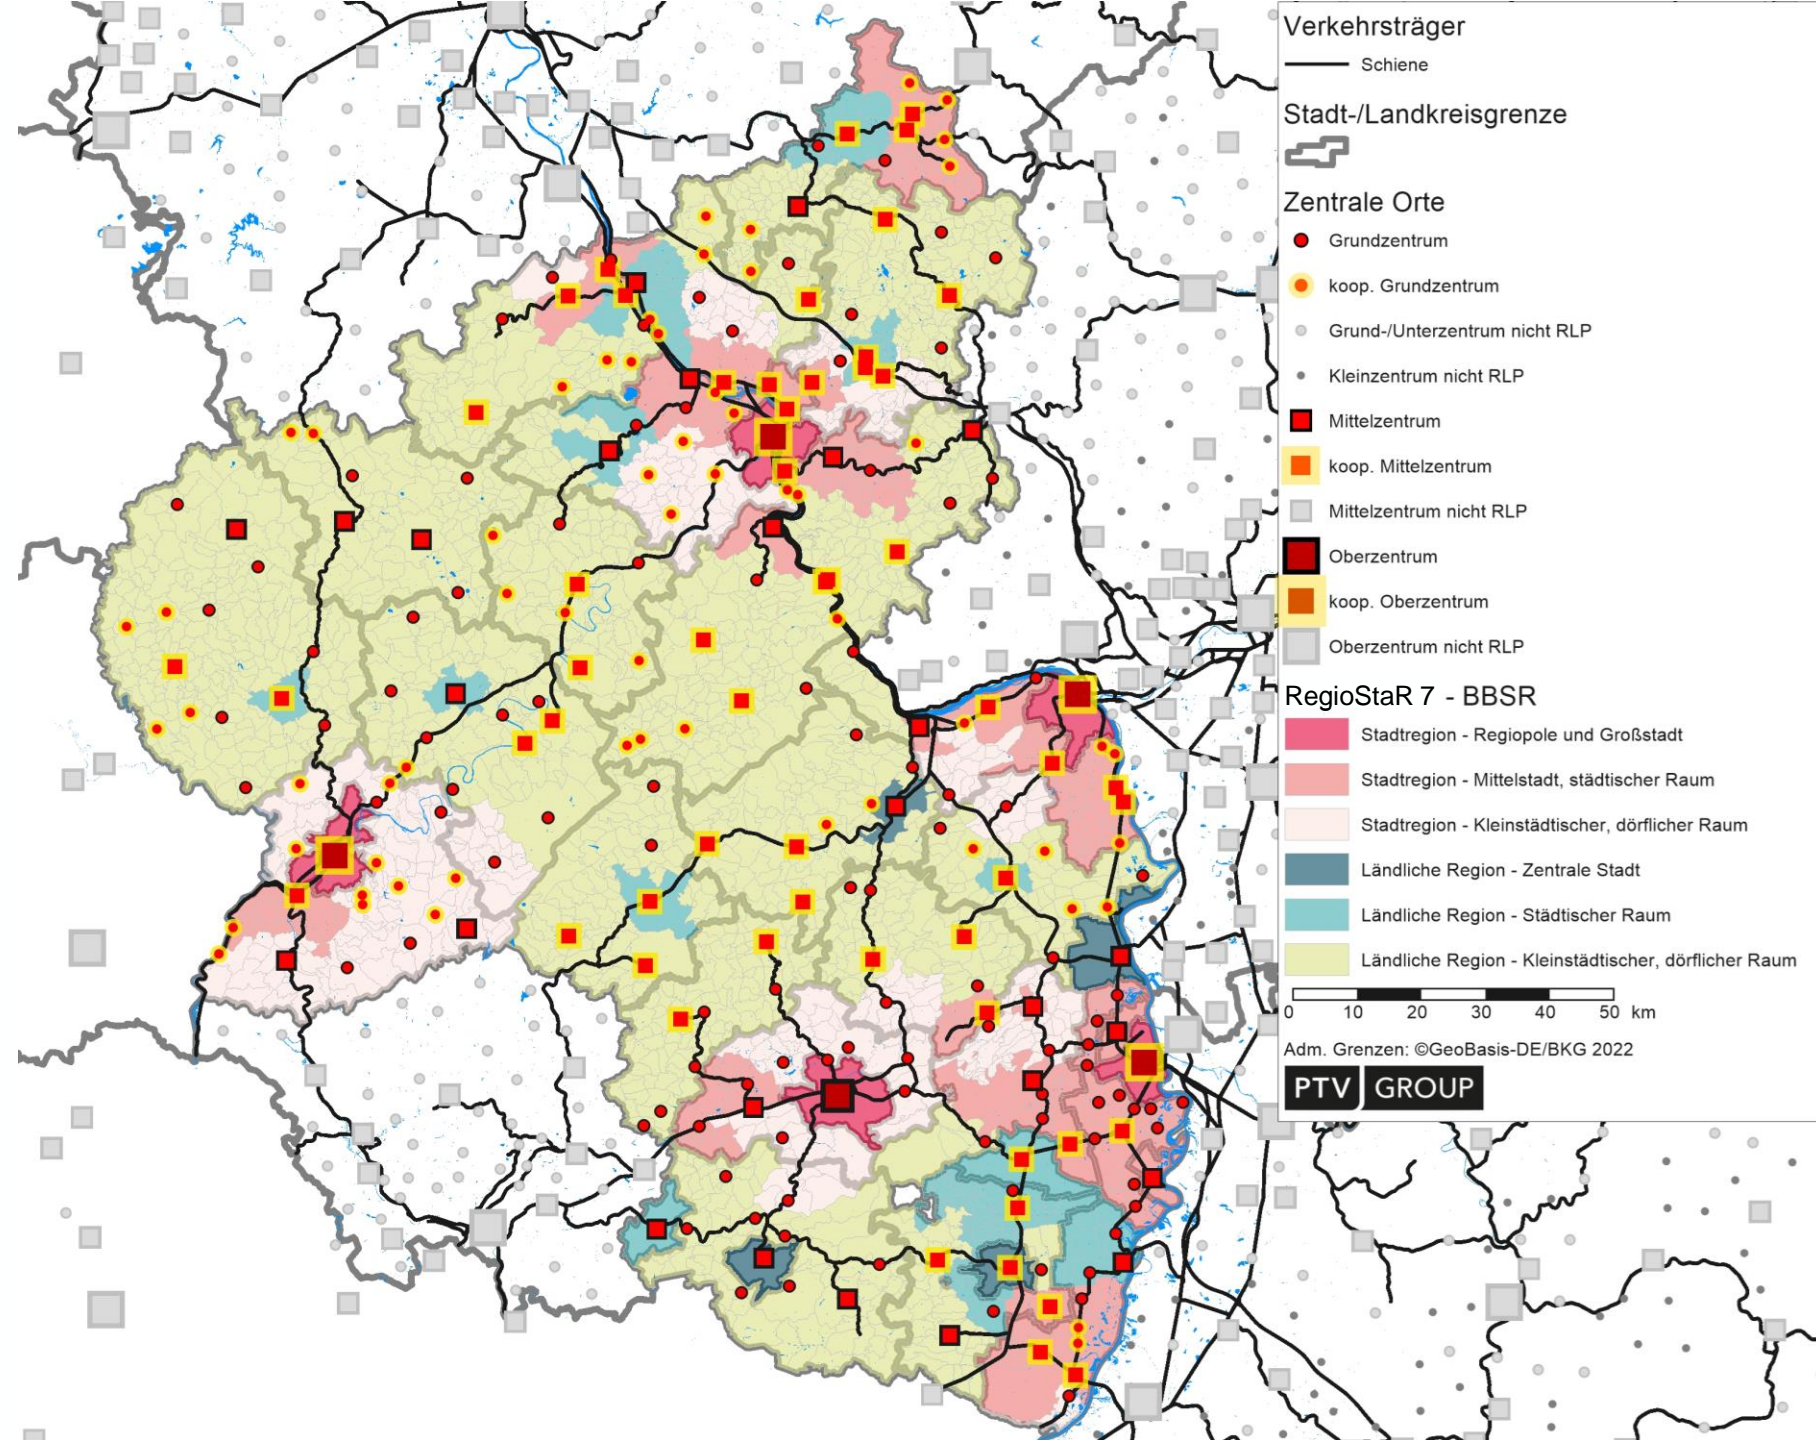 Verkehrsträger
Schiene
Stadt-/Landkreisgrenze
Zentrale Orte
Grundzentrum
koop. Grundzentrum
Grund-/Unterzentrum nicht RLP
Kleinzentrum nicht RLP
Mittelzentrum
koop. Mittelzentrum
Mittelzentrum nicht RLP
Oberzentrum
koop. Oberzentrum
Oberzentrum nicht RLP
RegioStaR 7 - BBSR
Stadtregion - Regiopole und Großstadt
Stadtregion - Mittelstadt, städtischer Raum
Stadtregion - Kleinstädtischer, dörflicher Raum
Ländliche Region - Zentrale Stadt
Ländliche Region - Städtischer Raum
Ländliche Region - Kleinstädtischer, dörflicher Raum
0 10 20 30 40 50 km
Adm. Grenzen: ©GeoBasis-DE/BKG 2022
PTV GROUP